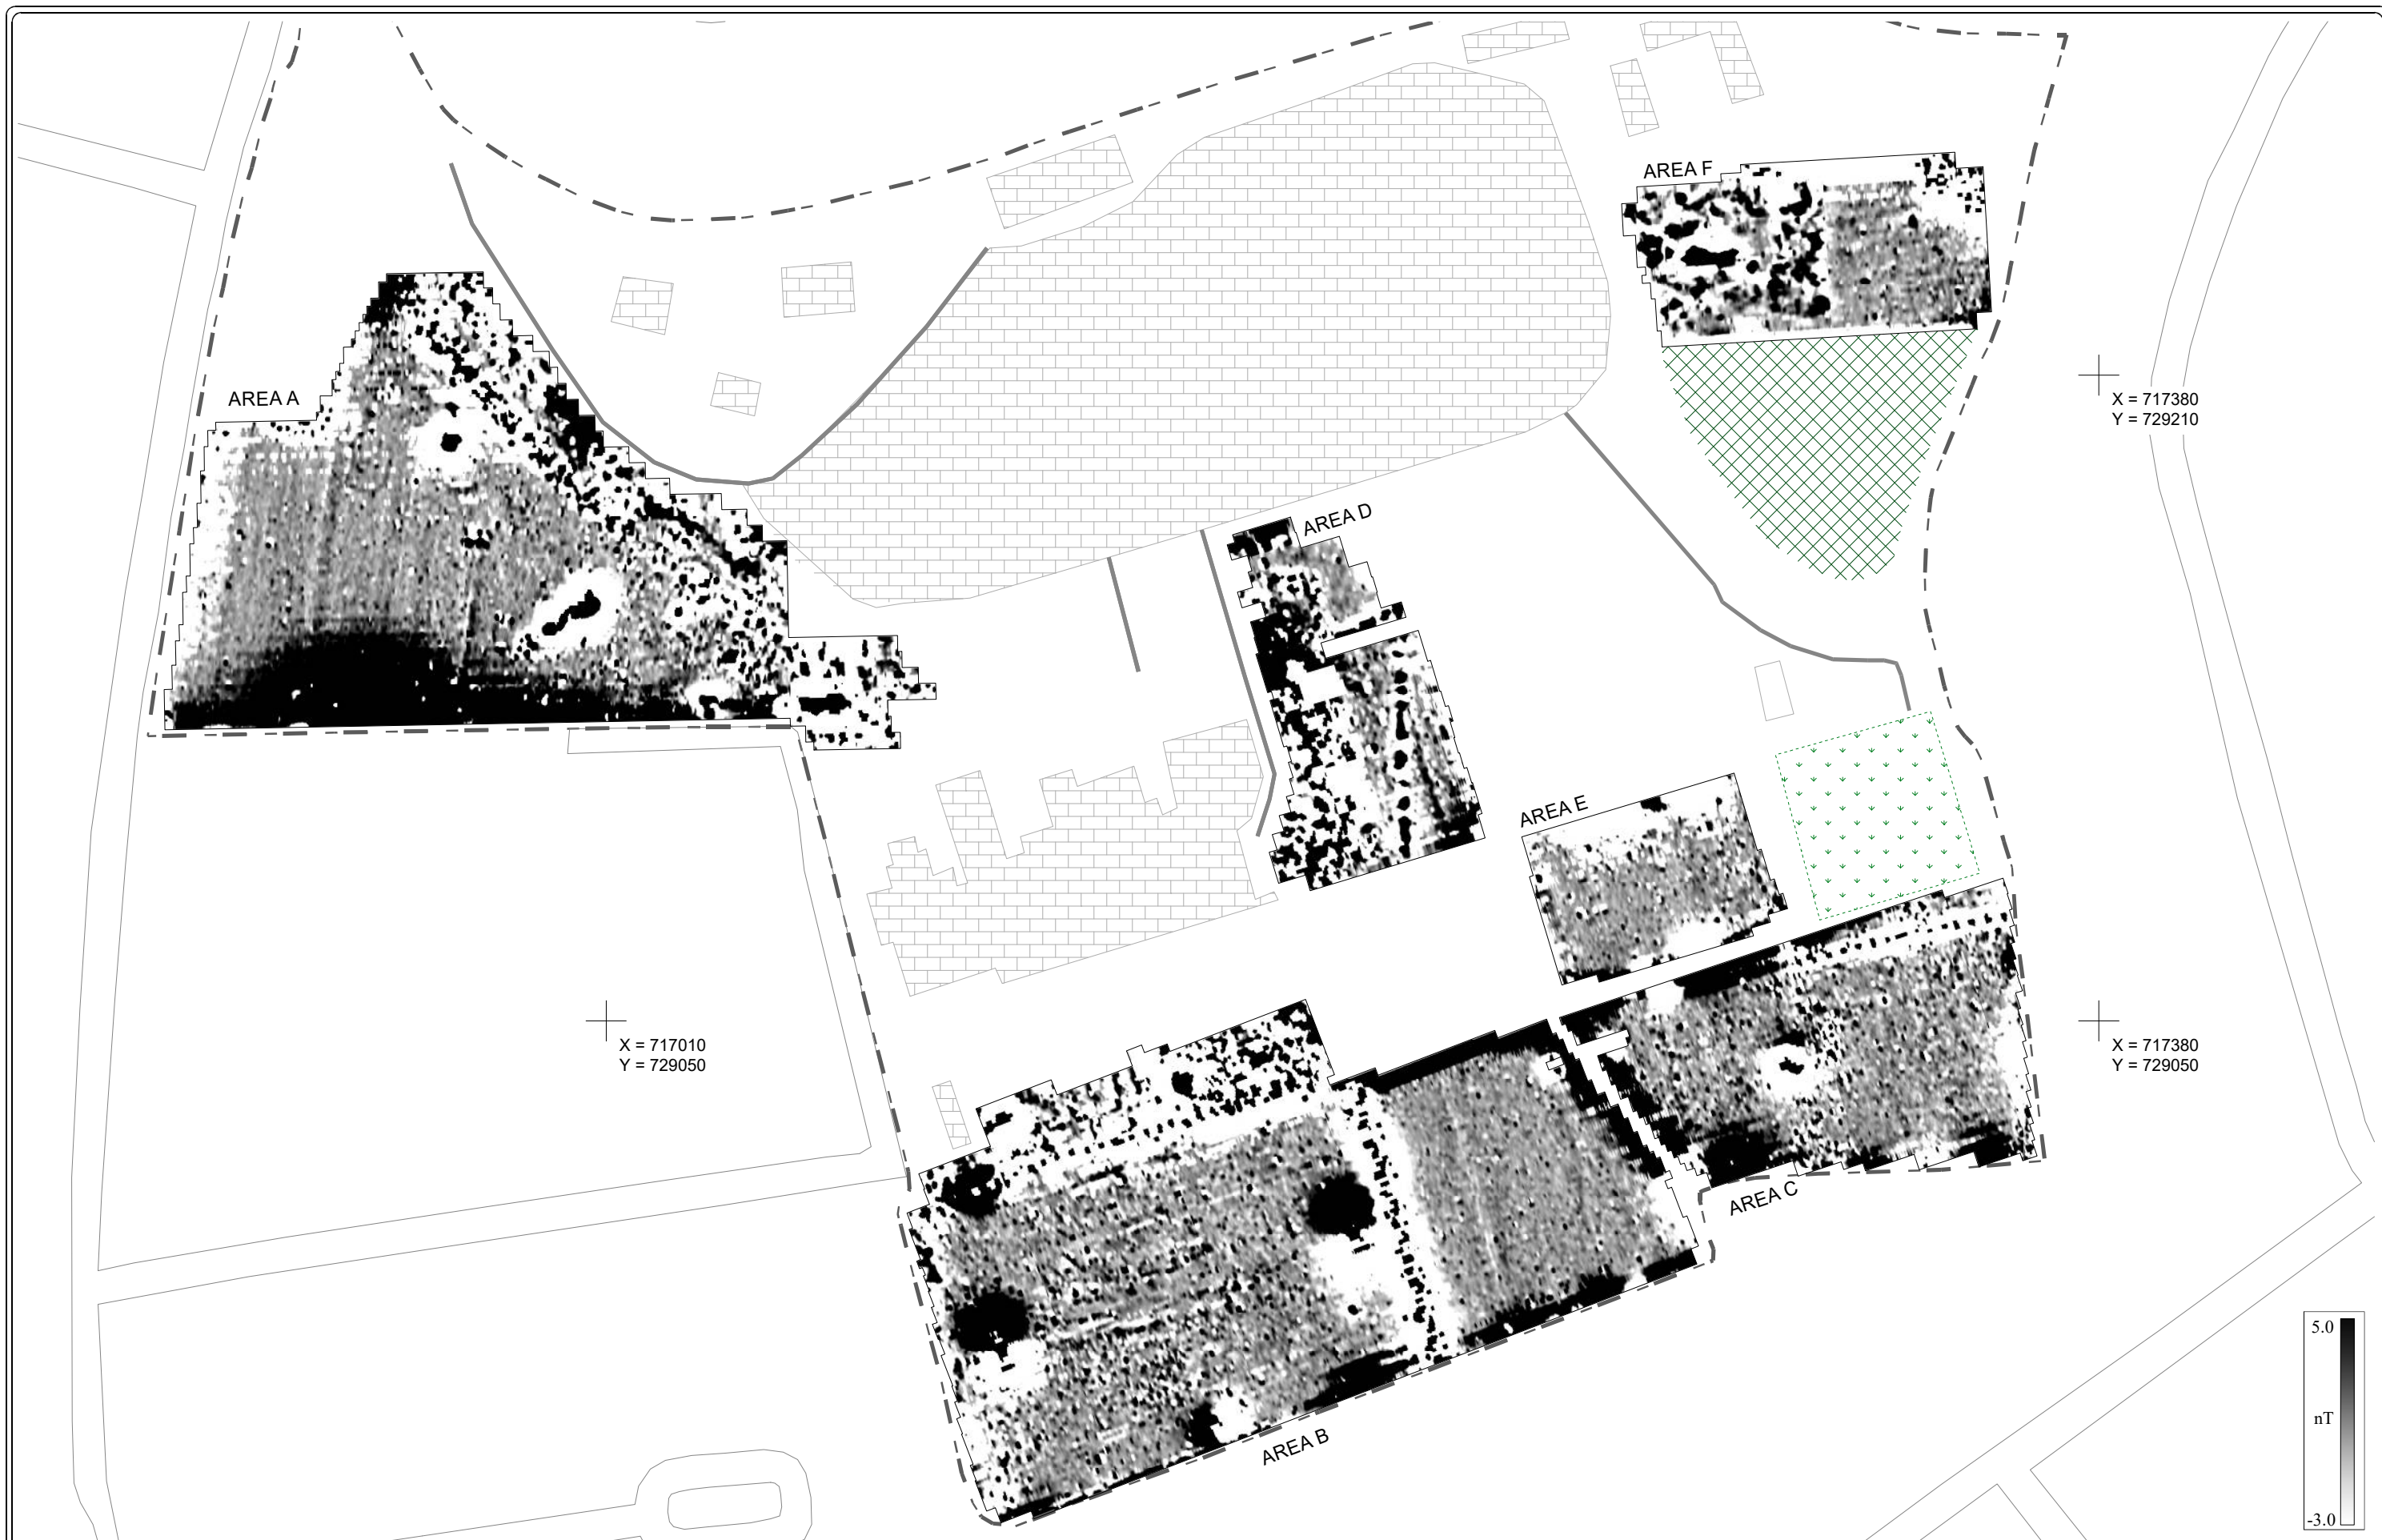 AREA F
AREA A
X = 717380
Y = 729210
AREA D
AREA E
X = 717010
Y = 729050
X = 717380
Y = 729050
AREA C
AREA B
5.0
nT
-3.0